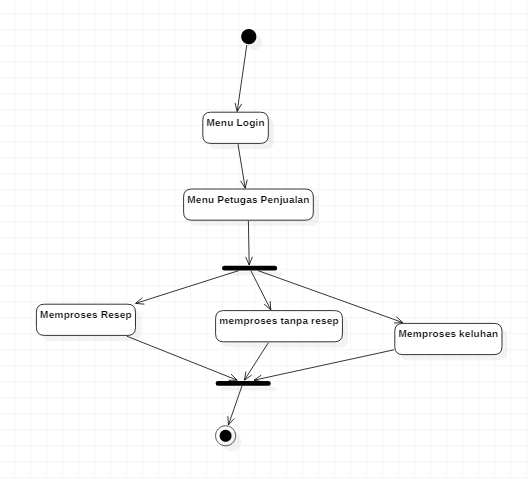 Menu Login
Menu Petugas Penjualan
Memproses Resep
memproses tanpa resep
Memproses keluhan